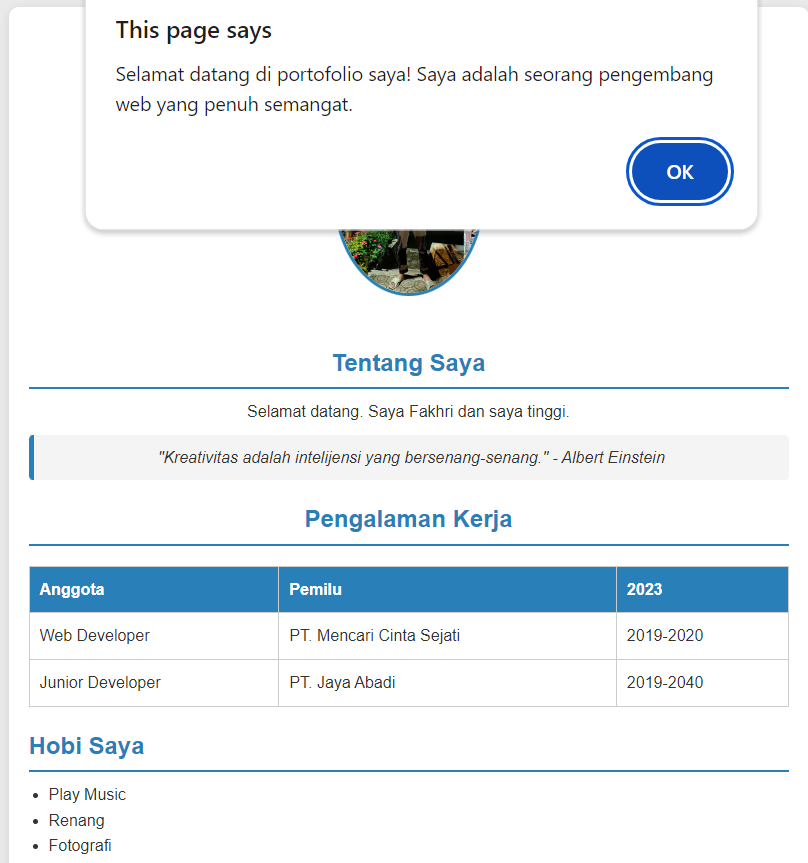 This page says
Selamat datang di portofolio saya! Saya adalah seorang pengembang
web yang penuh semangat.
OK
Tentang Saya
Selamat datang. Saya Fakhri dan saya tinggi.
"Kreativitas adalah intelijensi yang bersenang-senang." - Albert Einstein
Pengalaman Kerja
Anggota Pemilu 2023
Web Developer PT. Mencari Cinta Sejati 2019-2020
Junior Developer PT. Jaya Abadi 2019-2040
Hobi Saya
• Play Music
• Renang
• Fotografi